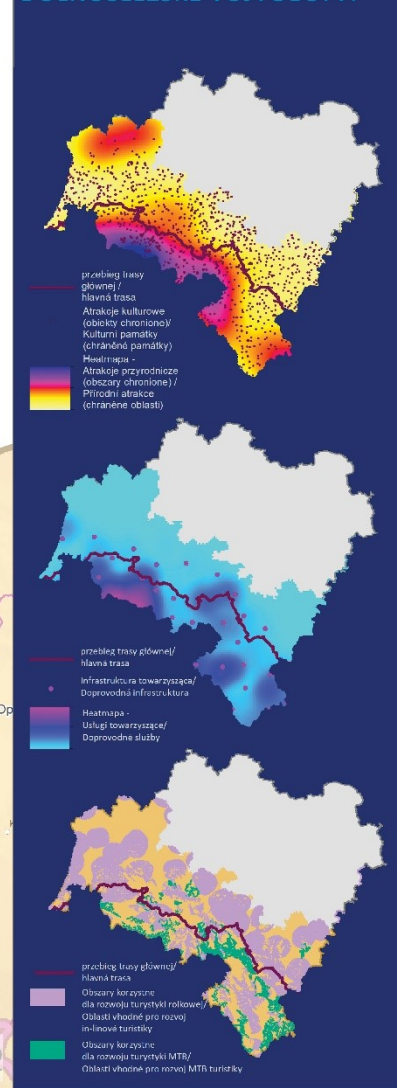 przebieg trasy
głównej /
hlavná trasa
Atrakcje kulturowe
(obiekty chronione)/
Kulturní památky
(chráněné památky)
Heatmapa -
Atrakcje przyrodnicze
(obszary chronione) /
Přírodní atrakce
(chráněné oblasti)
przebieg trasy głównej/
hlavná trasa
Infrastruktura towarzysząca/
Doprovodná infrastruktura
Heatmapa -
Usługi towarzyszące/
Doprovodne służby
Op
przebieg trasy głównej/
hlavná trasa
Obszary korzystne
dla rozwoju turystyki rolkowej/
Oblasti vhodné pro rozvoj
in-linové turistiky
Obszary korzystne
dla rozwoju turystyki MTB/
Oblasti vhodné pro rozvoj MTB turistiky